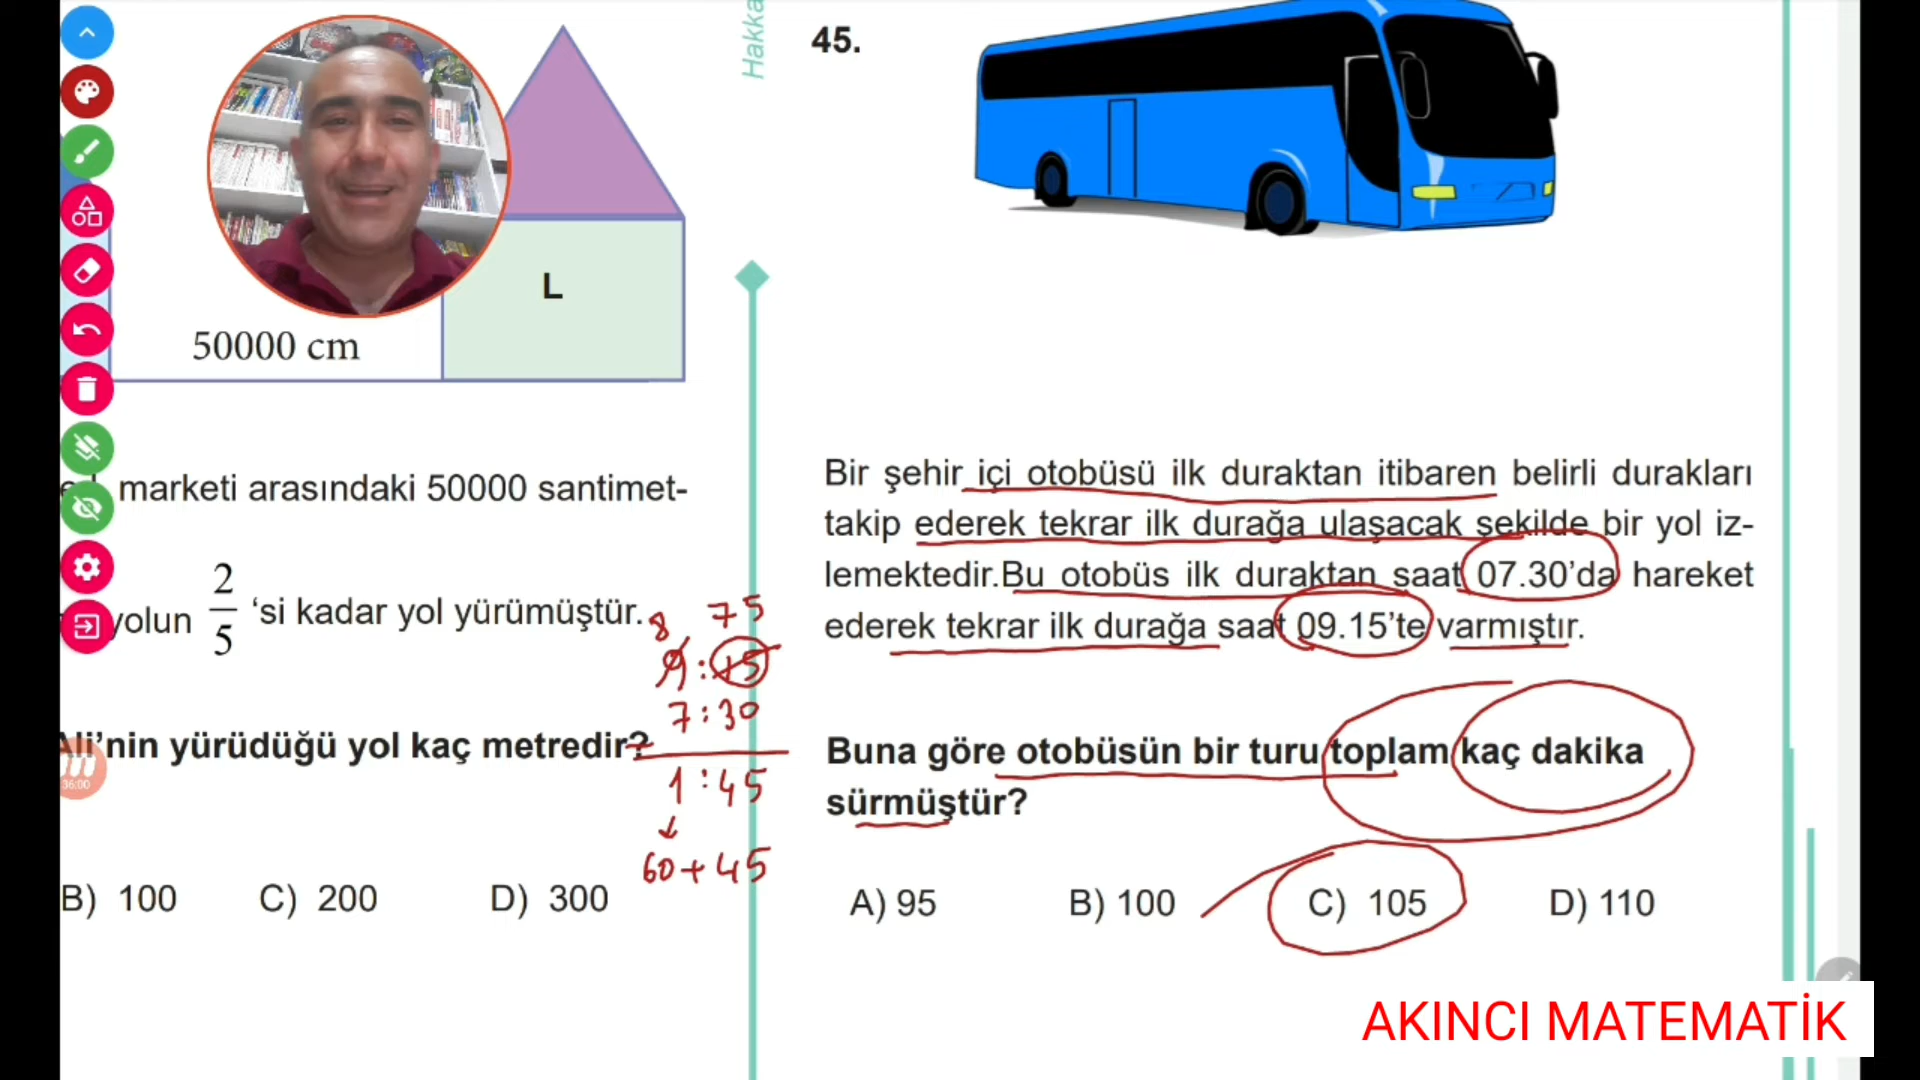 L
50000 cm
marketi arasındaki 50000 santimet-
yolun 2/5 ‘si kadar yol yürümüştür.
Ali’nin yürüdüğü yol kaç metredir?
B) 100 C) 200 D) 300
8 75
9:15
7:30
1:45
60+45
36:00
Hakka
45.
Bir şehir içi otobüsü ilk duraktan itibaren belirli durakları
takip ederek tekrar ilk durağa ulaşacak şekilde bir yol iz-
lemektedir.Bu otobüs ilk duraktan saat 07.30’da hareket
ederek tekrar ilk durağa saat 09.15’te varmıştır.
Buna göre otobüsün bir turu toplam kaç dakika
sürmüştür?
A) 95 B) 100 C) 105 D) 110
AKINCI MATEMATİK